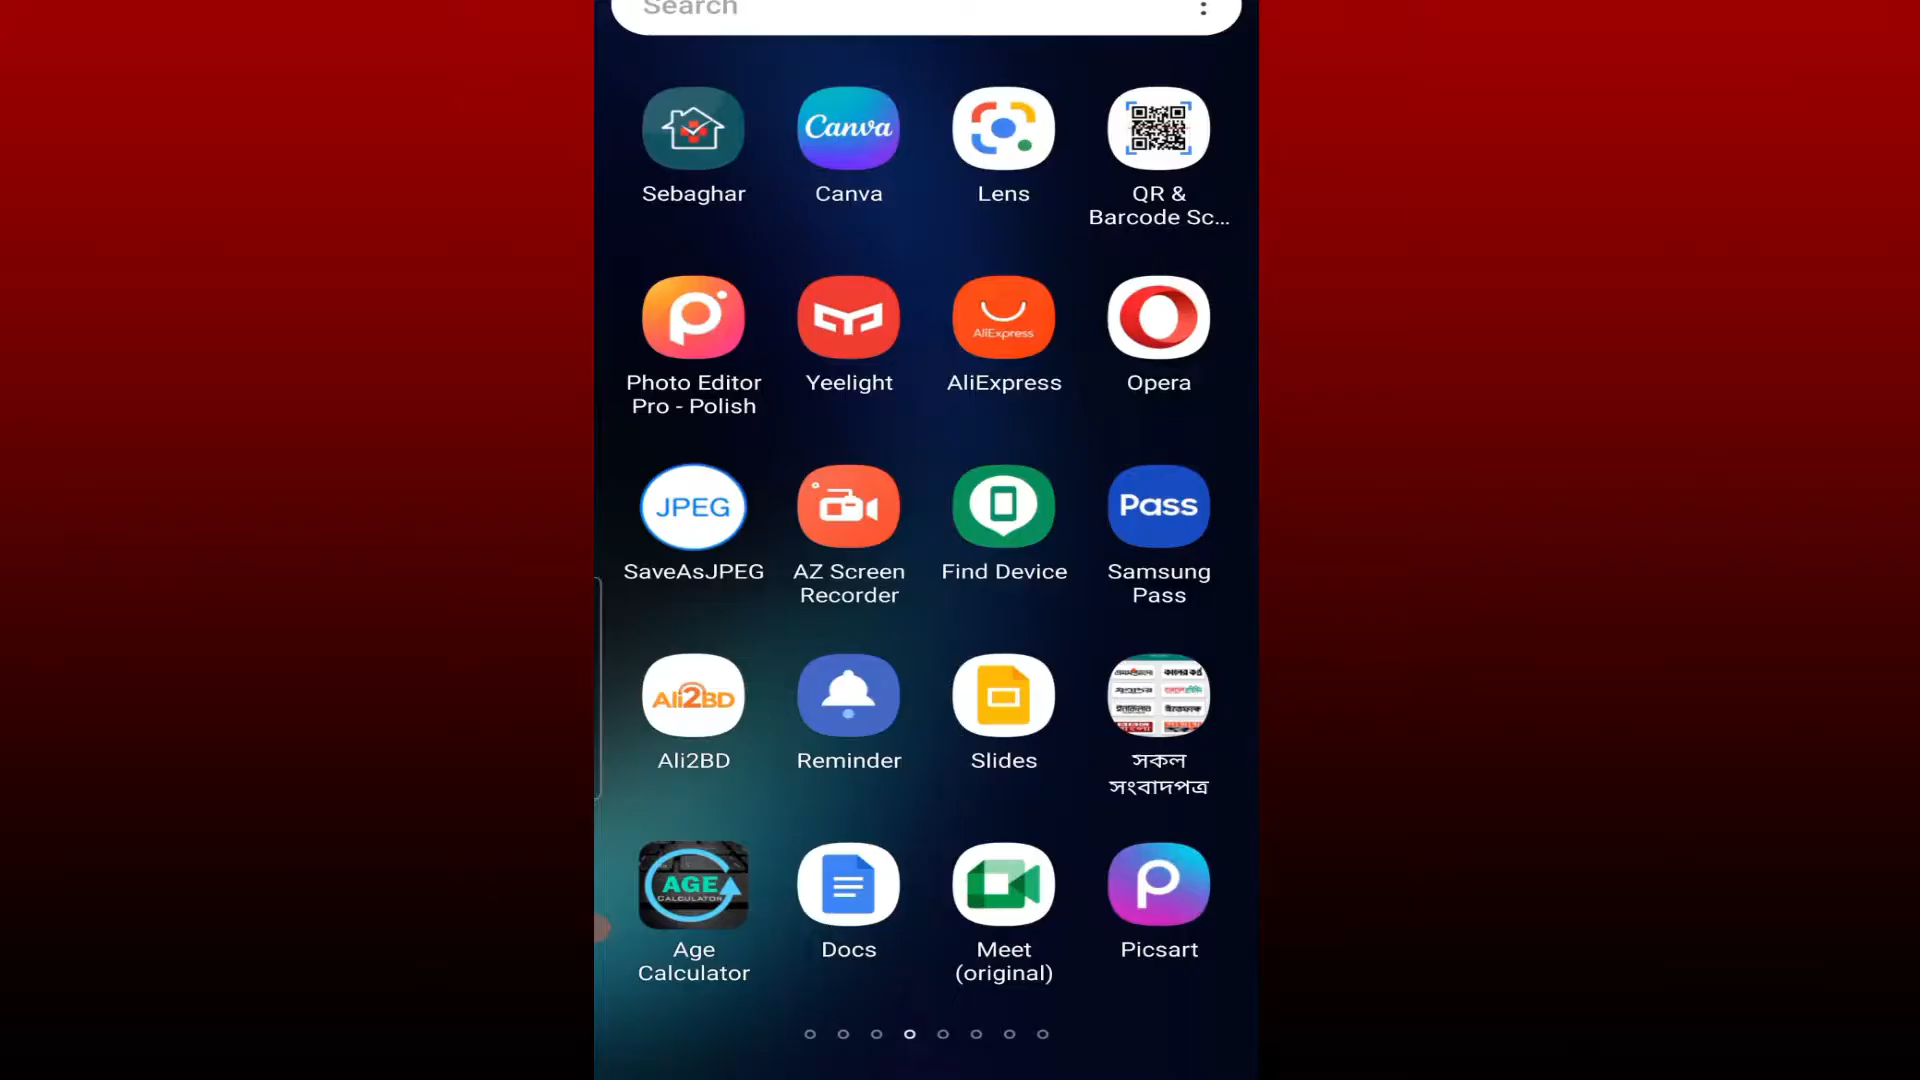 Search
Canva
Sebaghar
Canva
Lens
QR &
Barcode Sc...
AliExpress
Photo Editor
Pro - Polish
Yeelight
AliExpress
Opera
JPEG
Pass
SaveAsJPEG
AZ Screen
Recorder
Find Device
Samsung
Pass
Ali2BD
Ali2BD
Reminder
Slides
সকল
সংবাদপত্র
AGE
CALCULATOR
Age
Calculator
Docs
Meet
(original)
Picsart